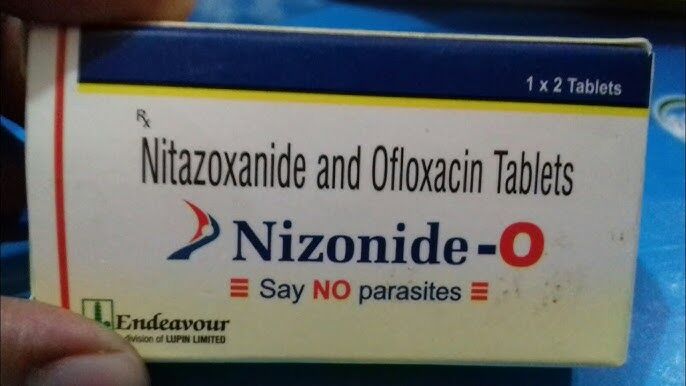 1 x 2 Tablets
Rx
Nitazoxanide and Ofloxacin Tablets
Nizonide-O
Say NO parasites
Endeavour
division of LUPIN LIMITED